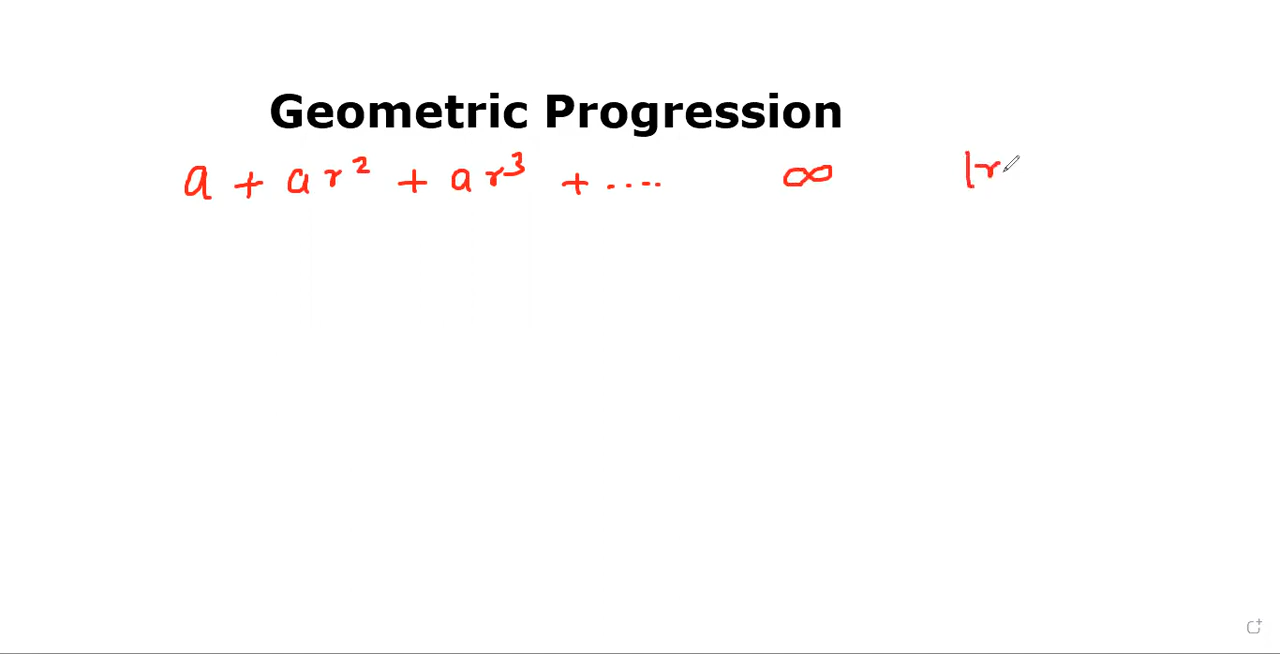 Geometric Progression
a + ar² + ar³ + .... ∞ |r